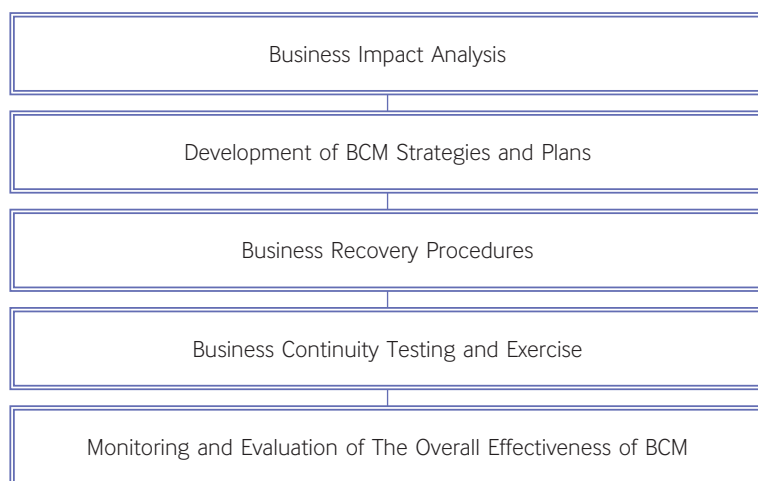 Business Impact Analysis
Development of BCM Strategies and Plans
Business Recovery Procedures
Business Continuity Testing and Exercise
Monitoring and Evaluation of The Overall Effectiveness of BCM